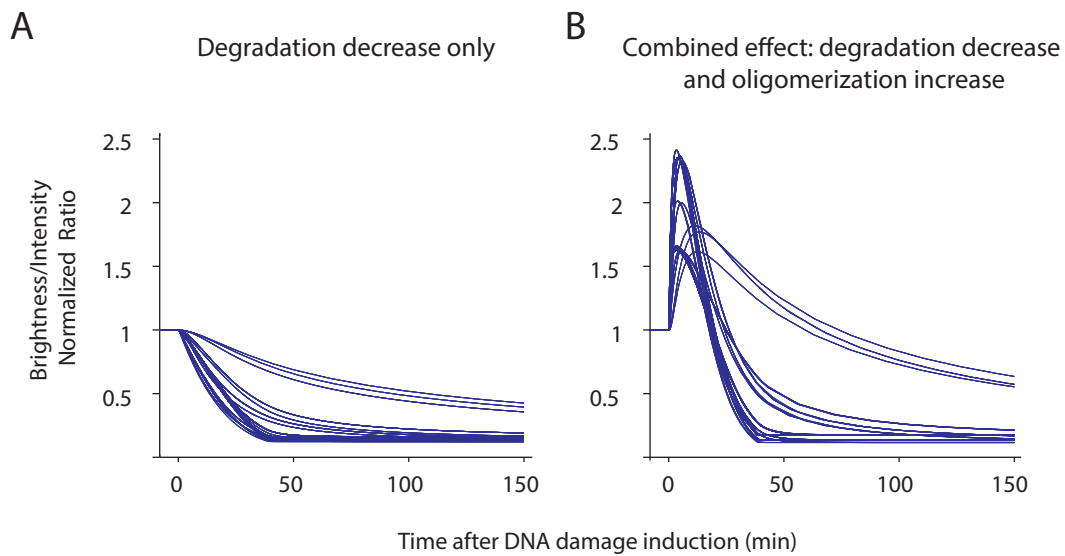 A
Degradation decrease only
B
Combined effect: degradation decrease
and oligomerization increase
Brightness/Intensity
Normalized Ratio
2.5
2
1.5
1
0.5
0
50
100
150
2.5
2
1.5
1
0.5
0
50
100
150
Time after DNA damage induction (min)